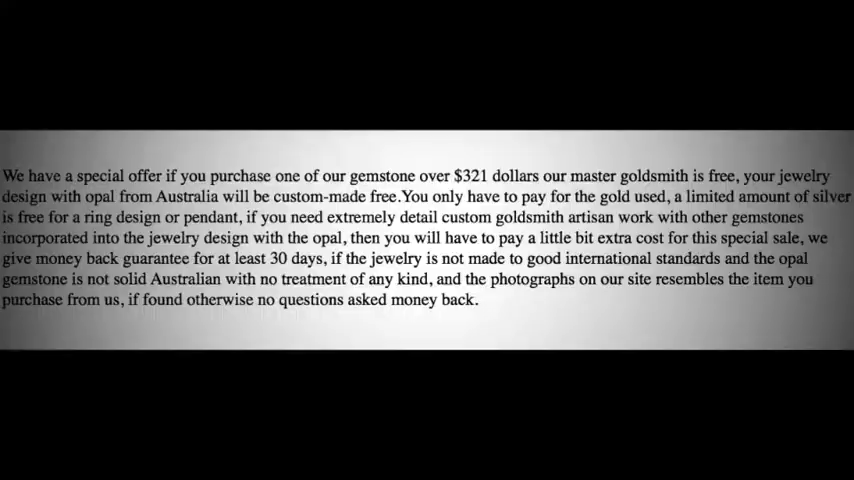 We have a special offer if you purchase one of our gemstone over $321 dollars our master goldsmith is free, your jewelry
design with opal from Australia will be custom-made free.You only have to pay for the gold used, a limited amount of silver
is free for a ring design or pendant, if you need extremely detail custom goldsmith artisan work with other gemstones
incorporated into the jewelry design with the opal, then you will have to pay a little bit extra cost for this special sale, we
give money back guarantee for at least 30 days, if the jewelry is not made to good international standards and the opal
gemstone is not solid Australian with no treatment of any kind, and the photographs on our site resembles the item you
purchase from us, if found otherwise no questions asked money back.